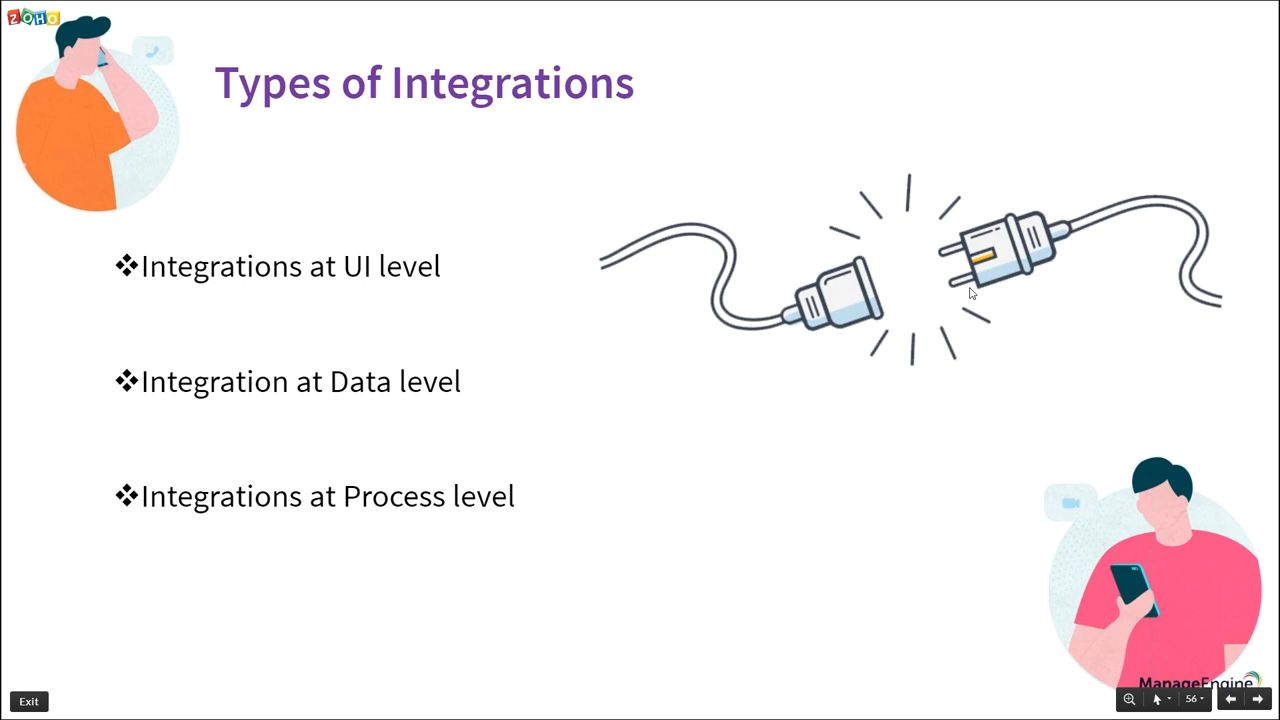 ZOHO
Types of Integrations
❖Integrations at UI level
❖Integration at Data level
❖Integrations at Process level
ManageEngine
Exit
56